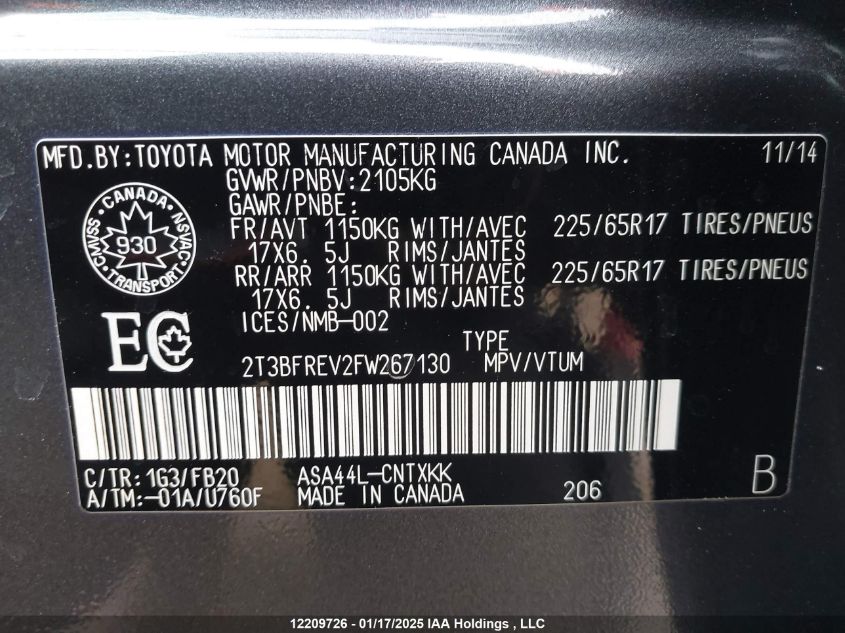 MFD.BY:TOYOTA MOTOR MANUFACTURING CANADA INC. 11/14
GVWR/PNBV:2105KG
GAWR/PNBE:
FR/AVT 1150KG WITH/AVEC 225/65R17 TIRES/PNEUS
17X6. 5J RIMS/JANTES
RR/ARR 1150KG WITH/AVEC 225/65R17 TIRES/PNEUS
17X6. 5J RIMS/JANTES
ICES/NMB-002
CANADA
CMVSS NSVAC
930
TRANSPORT
EC
TYPE
2T3BFREV2FW267130 MPV/VTUM
C/TR: 1G3/FB20 ASA44L-CNTXKK
A/TM:-01A/U760F MADE IN CANADA 206 B
12209726 - 01/17/2025 IAA Holdings , LLC